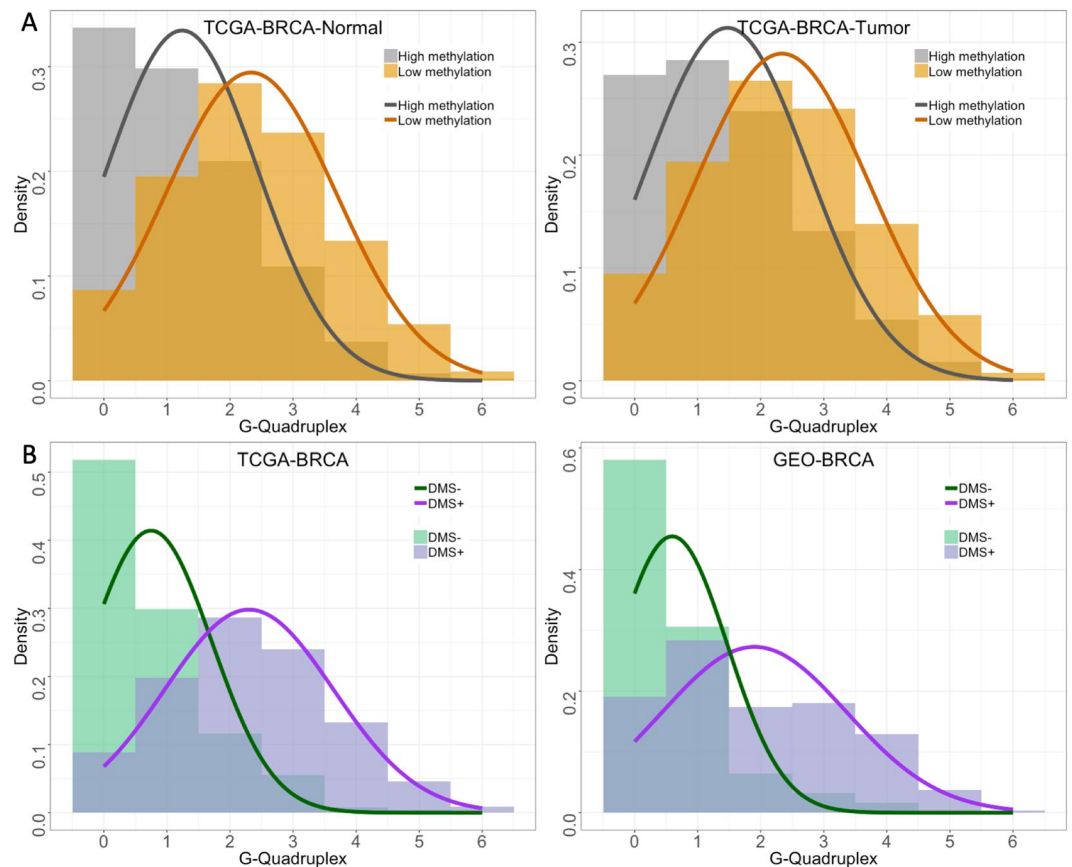 A
TCGA-BRCA-Normal
High methylation
Low methylation
High methylation
Low methylation
Density
0.0
0.1
0.2
0.3
0 1 2 3 4 5 6
G-Quadruplex
TCGA-BRCA-Tumor
High methylation
Low methylation
High methylation
Low methylation
Density
0.0
0.1
0.2
0.3
0 1 2 3 4 5 6
G-Quadruplex
B
TCGA-BRCA
DMS-
DMS+
DMS-
DMS+
Density
0.0
0.1
0.2
0.3
0.4
0.5
0 1 2 3 4 5 6
G-Quadruplex
GEO-BRCA
DMS-
DMS+
DMS-
DMS+
Density
0.0
0.2
0.4
0.6
0 1 2 3 4 5 6
G-Quadruplex